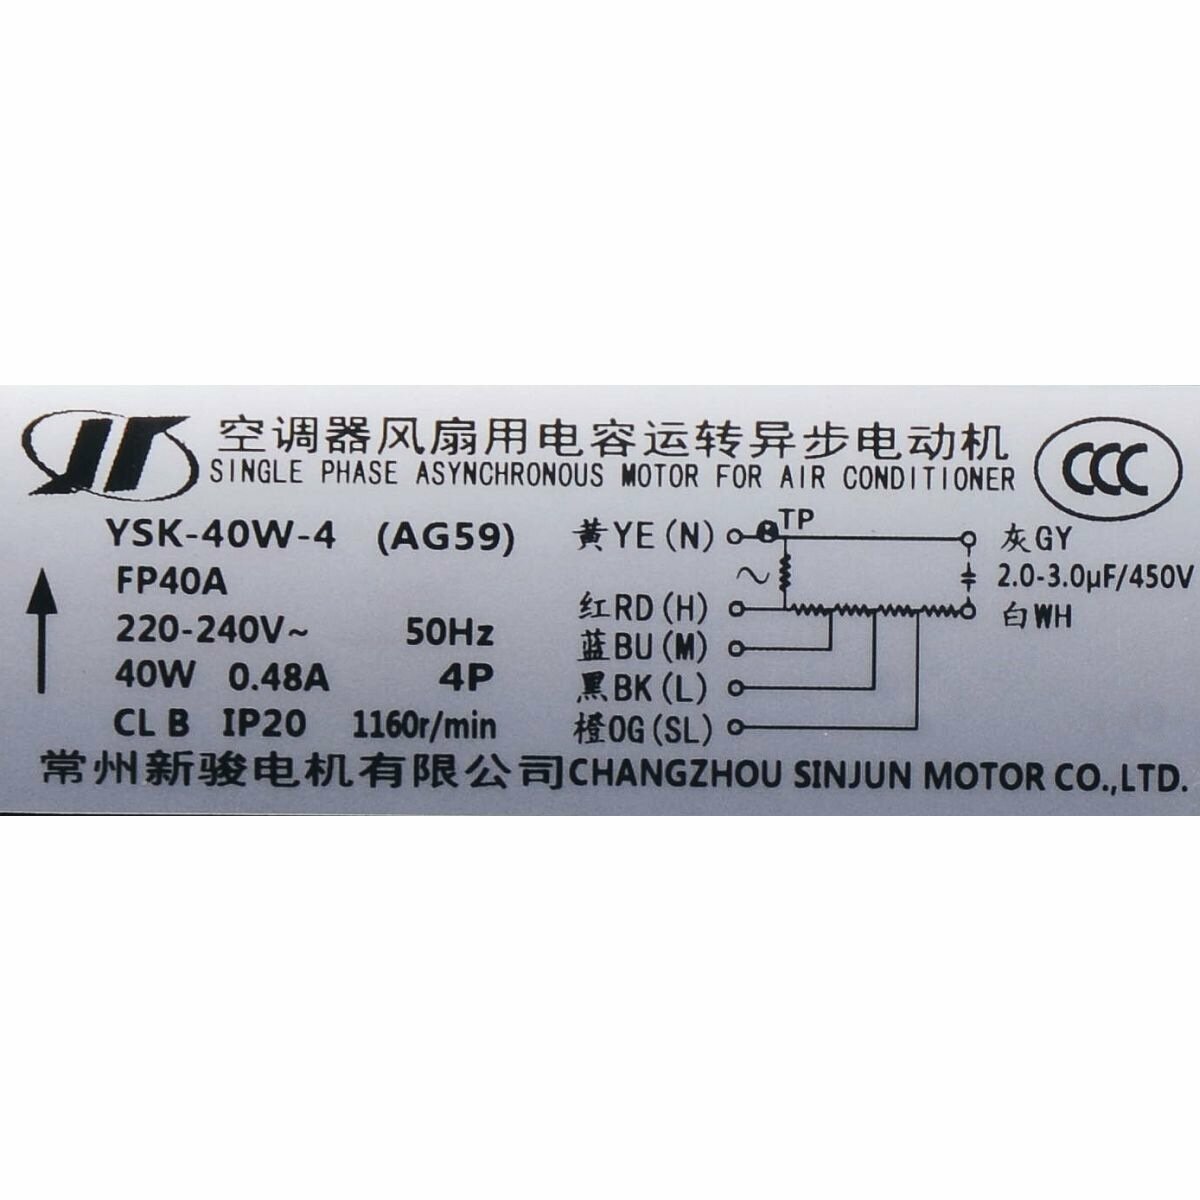 空调器风扇用电容运转异步电动机
SINGLE PHASE ASYNCHRONOUS MOTOR FOR AIR CONDITIONER
CCC
YSK-40W-4 (AG59)
FP40A
220-240V~ 50Hz
40W 0.48A 4P
CL B IP20 1160r/min
黄YE(N) TP 灰GY
2.0-3.0μF/450V
红RD(H) 白WH
蓝BU(M)
黑BK(L)
橙OG(SL)
常州新骏电机有限公司CHANGZHOU SINJUN MOTOR CO.,LTD.